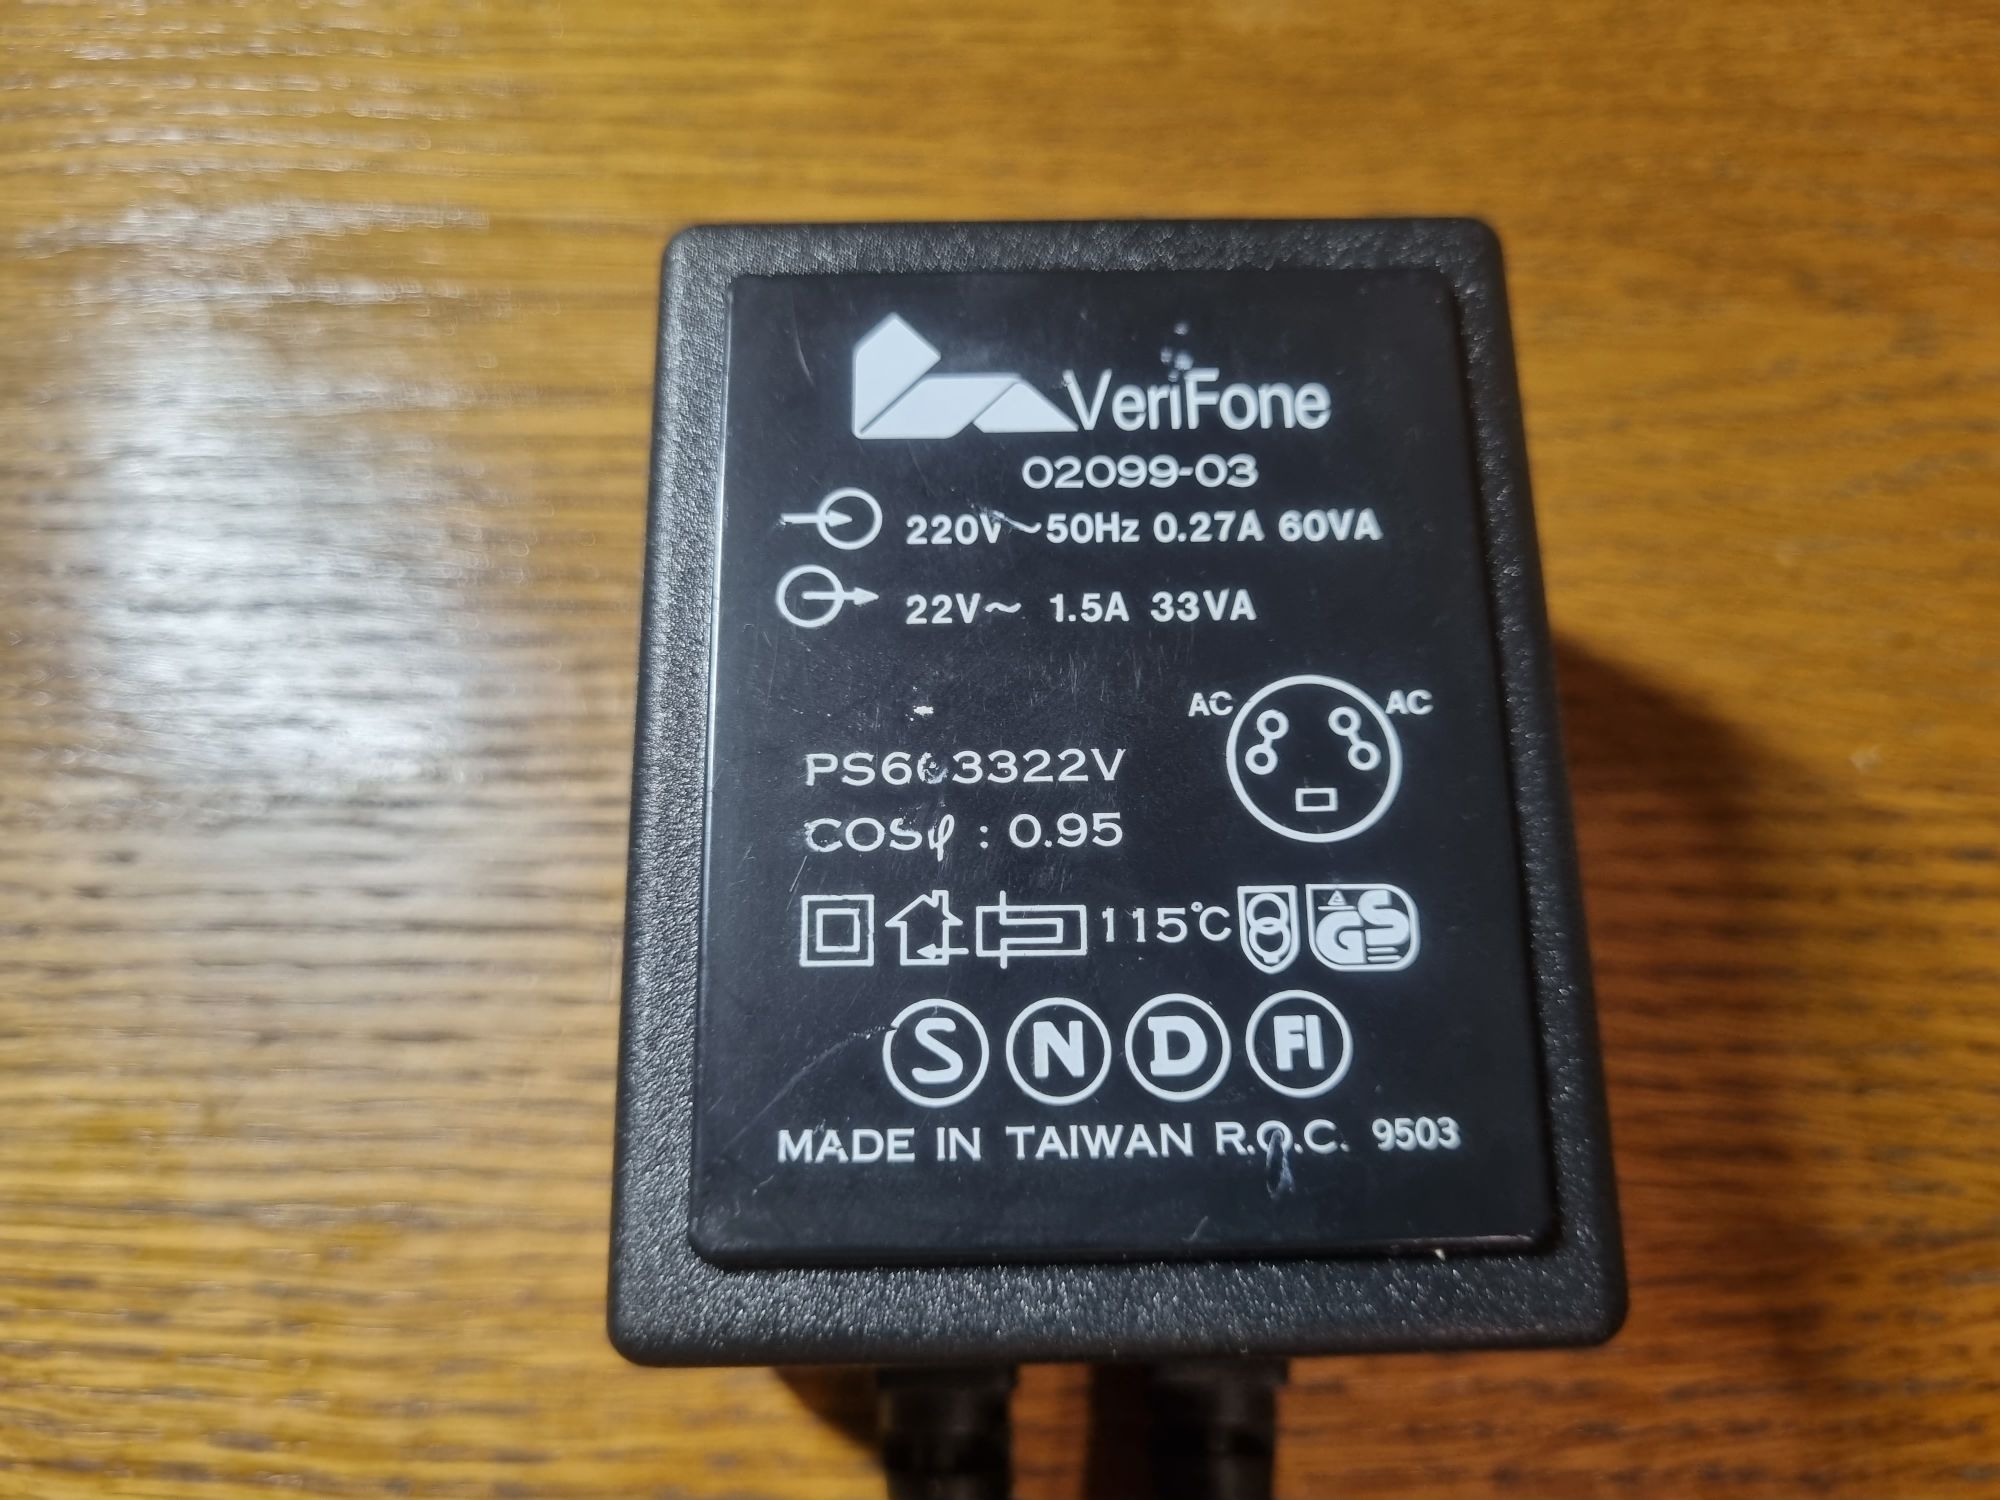 VeriFone
02099-03
220V ~50Hz 0.27A 60VA
22V~ 1.5A 33VA
AC AC
COSφ : 0.95
115°C GS
S N D FI
MADE IN TAIWAN R.O.C. 9503